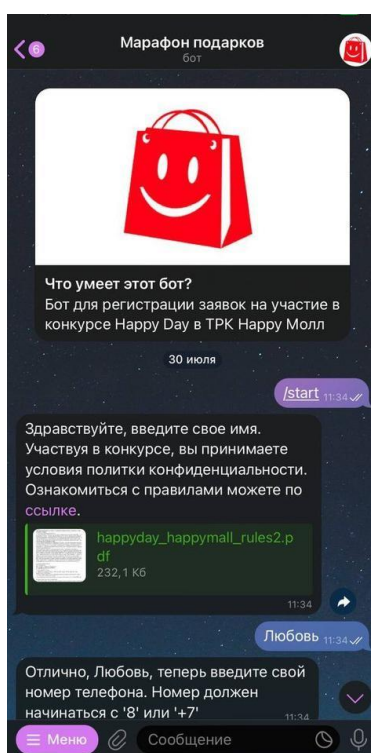 6
Марафон подарков
бот
Что умеет этот бот?
Бот для регистрации заявок на участие в
конкурсе Happy Day в ТРК Happy Молл
30 июля
/start 11:34
Здравствуйте, введите свое имя.
Участвуя в конкурсе, вы принимаете
условия политки конфиденциальности.
Ознакомиться с правилами можете по
ссылке.
happyday_happymall_rules2.p
df
232,1 Кб
11:34
Любовь 11:34
Отлично, Любовь, теперь введите свой
номер телефона. Номер должен
начинаться с '8' или '+7'
11:34
Меню
Сообщение